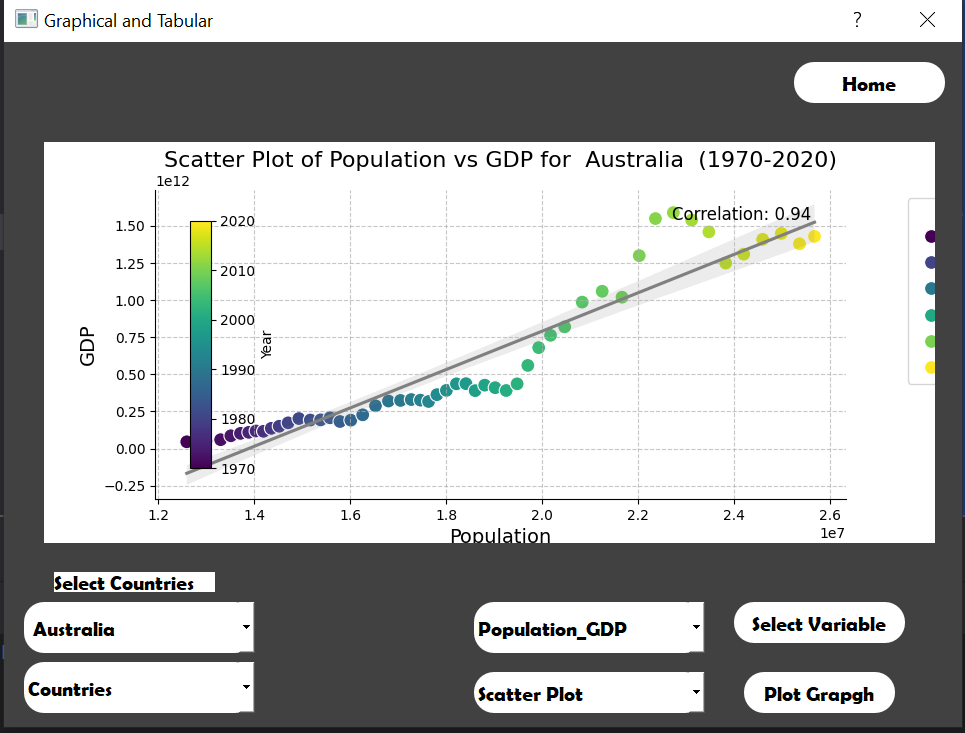 Graphical and Tabular
?
Home
Scatter Plot of Population vs GDP for  Australia  (1970-2020)
1e12
1.50
1.25
1.00
0.75
0.50
0.25
0.00
−0.25
GDP
2020
2010
2000
1990
1980
1970
Year
Correlation: 0.94
1.2 1.4 1.6 1.8 2.0 2.2 2.4 2.6
1e7
Population
Select Countries
Australia
Population_GDP
Select Variable
Countries
Scatter Plot
Plot Grapgh